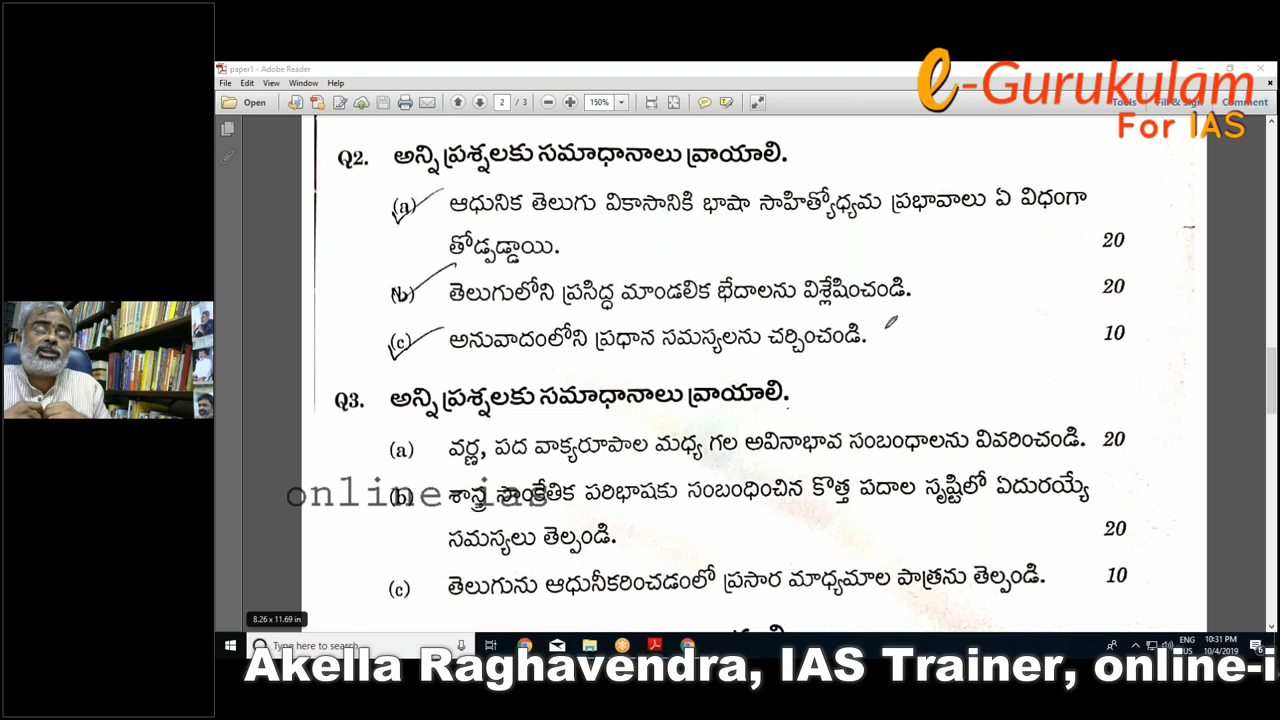 e-Gurukulam
For IAS
paper1 - Adobe Reader
File Edit View Window Help
Open 2 / 3 150% Tools Fill & Sign Comment
Q2. అన్ని ప్రశ్నలకు సమాధానాలు వ్రాయాలి.
(a) ఆధునిక తెలుగు వికాసానికి భాషా సాహిత్యోధ్యమ ప్రభావాలు ఏ విధంగా
తోడ్పడ్డాయి. 20
(b) తెలుగులోని ప్రసిద్ధ మాండలిక భేదాలను విశ్లేషించండి. 20
(c) అనువాదంలోని ప్రధాన సమస్యలను చర్చించండి. 10
Q3. అన్ని ప్రశ్నలకు సమాధానాలు వ్రాయాలి.
(a) వర్ణ, పద వాక్యరూపాల మధ్య గల అవినాభావ సంబంధాలను వివరించండి. 20
online ias
(b) శాస్త్ర సాంకేతిక పరిభాషకు సంబంధించిన కొత్త పదాల సృష్టిలో ఏదురయ్యే
సమస్యలు తెల్పండి. 20
(c) తెలుగును ఆధునీకరించడంలో ప్రసార మాధ్యమాల పాత్రను తెల్పండి. 10
8.26 x 11.69 in
Type here to search
ENG 10:31 PM
US 10/4/2019
Akella Raghavendra, IAS Trainer, online-i